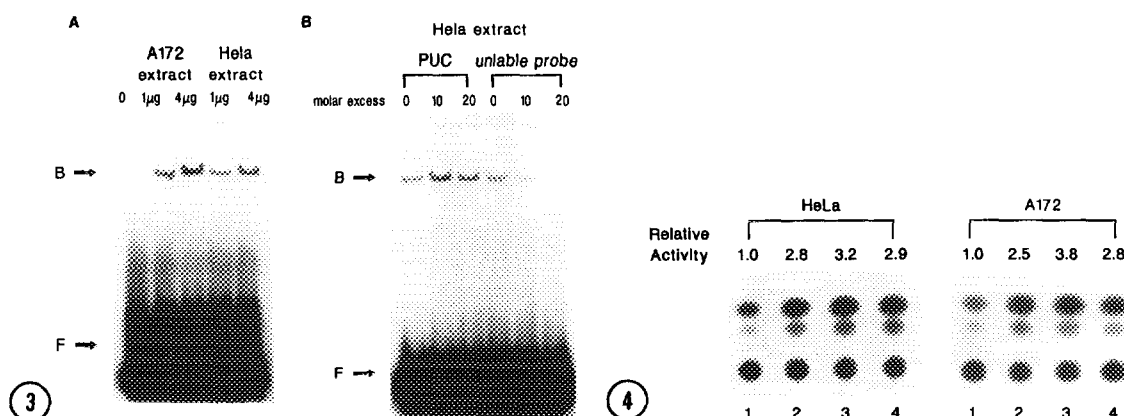 A
A172
extract
Hela
extract
0 1μg 4μg 1μg 4μg
B
F
3
B
Hela extract
PUC unlable probe
molar excess 0 10 20 0 10 20
B
F
4
HeLa
A172
Relative
Activity
1.0 2.8 3.2 2.9
1.0 2.5 3.8 2.8
1 2 3 4
1 2 3 4